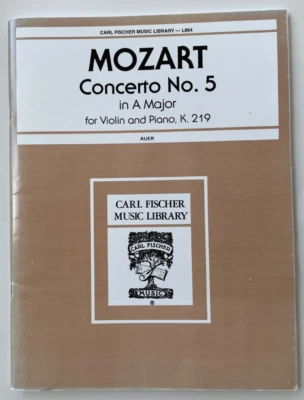 CARL FISCHER MUSIC LIBRARY — L864
MOZART
Concerto No. 5
in A Major
for Violin and Piano, K. 219
AUER
CARL FISCHER
MUSIC LIBRARY
CARL FISCHER
MUSIC
®